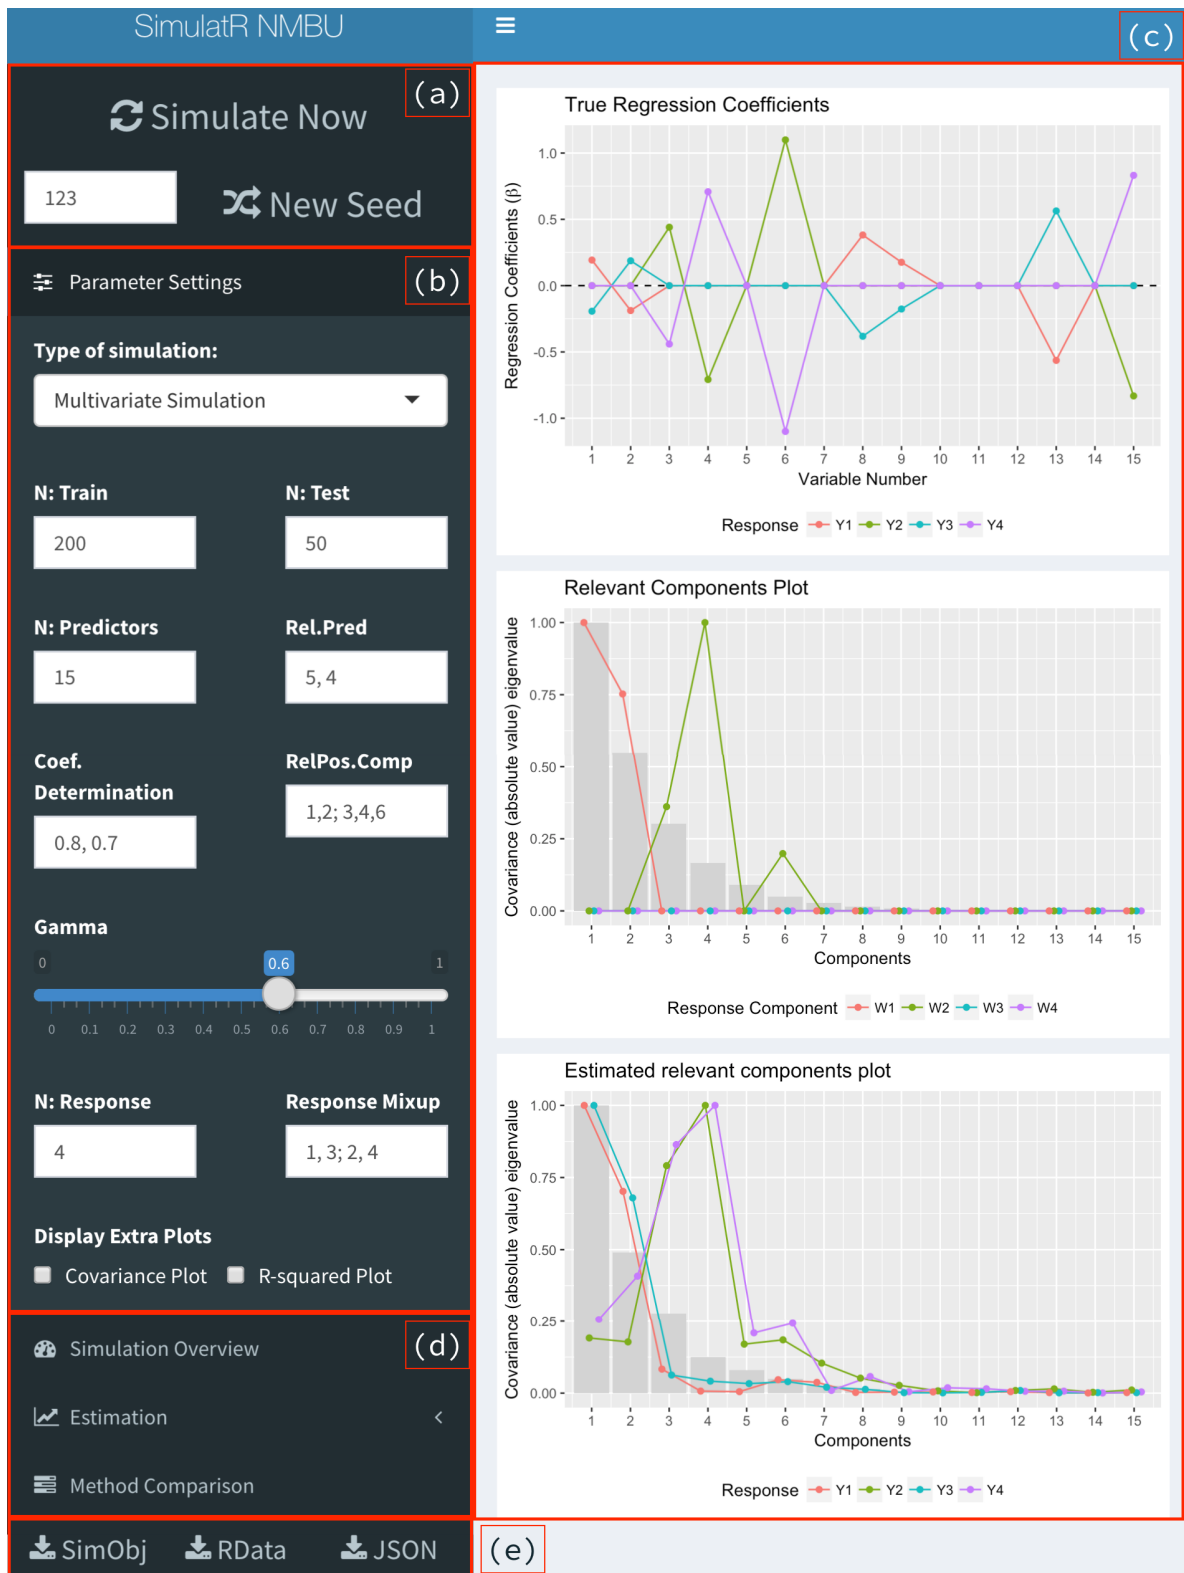 SimulatR NMBU
(a)
Simulate Now
123
New Seed
(b)
Parameter Settings
Type of simulation:
Multivariate Simulation
N: Train
N: Test
200
50
N: Predictors
Rel.Pred
15
5, 4
Coef.
Determination
RelPos.Comp
0.8, 0.7
1,2; 3,4,6
Gamma
0
0.6
1
0 0.1 0.2 0.3 0.4 0.5 0.6 0.7 0.8 0.9 1
N: Response
Response Mixup
4
1, 3; 2, 4
Display Extra Plots
Covariance Plot
R-squared Plot
(d)
Simulation Overview
Estimation
Method Comparison
SimObj
RData
JSON
(e)
(c)
True Regression Coefficients
Regression Coefficients (β)
1.0
0.5
0.0
-0.5
-1.0
1 2 3 4 5 6 7 8 9 10 11 12 13 14 15
Variable Number
Response Y1 Y2 Y3 Y4
Relevant Components Plot
Covariance (absolute value) eigenvalue
1.00
0.75
0.50
0.25
0.00
1 2 3 4 5 6 7 8 9 10 11 12 13 14 15
Components
Response Component W1 W2 W3 W4
Estimated relevant components plot
Covariance (absolute value) eigenvalue
1.00
0.75
0.50
0.25
0.00
1 2 3 4 5 6 7 8 9 10 11 12 13 14 15
Components
Response Y1 Y2 Y3 Y4